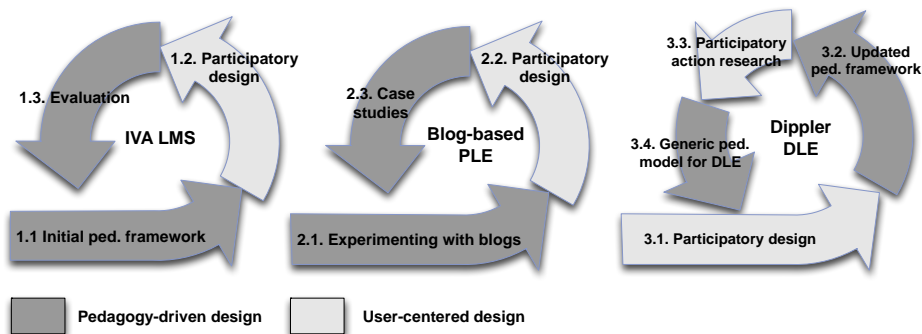 1.2. Participatory
design
1.3. Evaluation
IVA LMS
1.1 Initial ped. framework
2.2. Participatory
design
2.3. Case
studies
Blog-based
PLE
2.1. Experimenting with blogs
3.3. Participatory
action research
3.2. Updated
ped. framework
Dippler
DLE
3.4. Generic ped.
model for DLE
3.1. Participatory design
Pedagogy-driven design
User-centered design